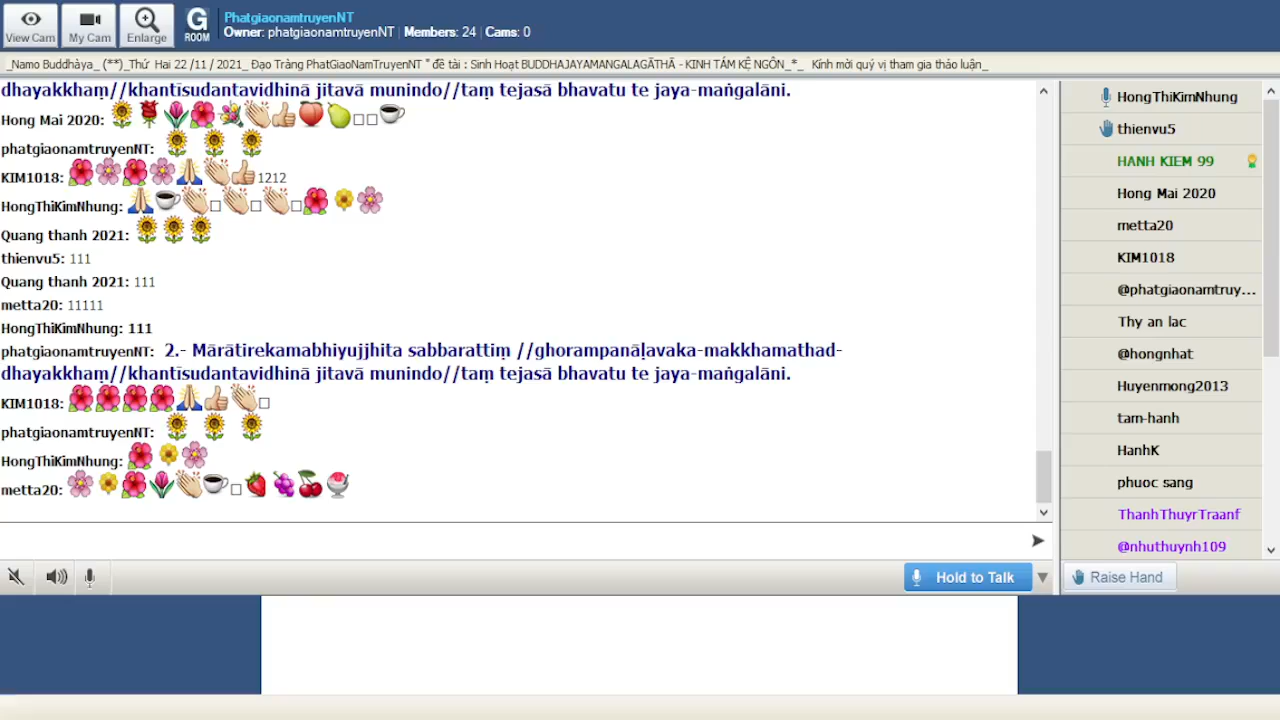 View Cam
My Cam
Enlarge
G
ROOM
PhatgiaonamtruyenNT
Owner: phatgiaonamtruyenNT | Members: 24 | Cams: 0
_Namo Buddhàya_ (**)_Thứ Hai 22 /11 / 2021_ Đạo Tràng PhatGiaoNamTruyenNT * đề tài : Sinh Hoạt BUDDHAJAYAMANGALAGĀTHĀ - KINH TÁM KỆ NGÔN_*_ Kính mời quý vị tham gia thảo luận_
dhayakkhaṃ//khantīsudantavidhinā jitavā munindo//taṃ tejasā bhavatu te jaya-maṅgalāni.
Hong Mai 2020:
phatgiaonamtruyenNT:
KIM1018: 1212
HongThiKimNhung:
Quang thanh 2021:
thienvu5: 111
Quang thanh 2021: 111
metta20: 11111
HongThiKimNhung: 111
phatgiaonamtruyenNT: 2.- Mārātirekamabhiyujjhita sabbarattiṃ //ghorampanāḷavaka-makkhamathad-
dhayakkhaṃ//khantīsudantavidhinā jitavā munindo//taṃ tejasā bhavatu te jaya-maṅgalāni.
KIM1018:
phatgiaonamtruyenNT:
HongThiKimNhung:
metta20:
Hold to Talk
HongThiKimNhung
thienvu5
HANH KIEM 99
Hong Mai 2020
metta20
KIM1018
@phatgiaonamtruy...
Thy an lac
@hongnhat
Huyenmong2013
tam-hanh
HanhK
phuoc sang
ThanhThuyrTraanf
@nhuthuynh109
Raise Hand